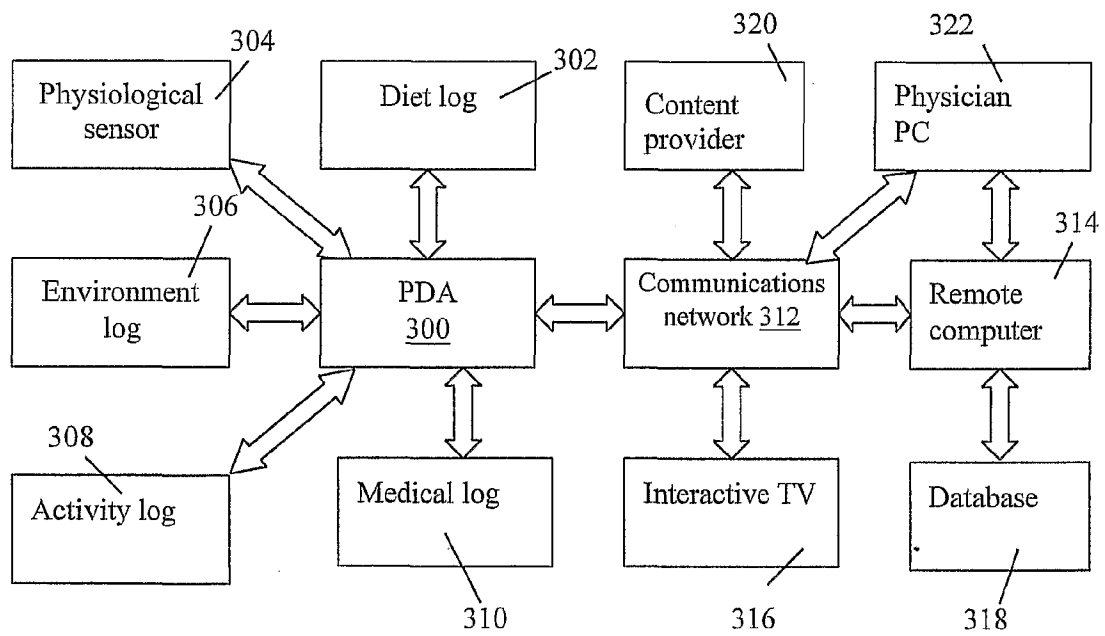 304
302
320
322
Physiological
sensor
Diet log
Content
provider
Physician
PC
306
314
Environment
log
PDA
300
Communications
network 312
Remote
computer
308
Activity log
Medical log
Interactive TV
Database
310
316
318